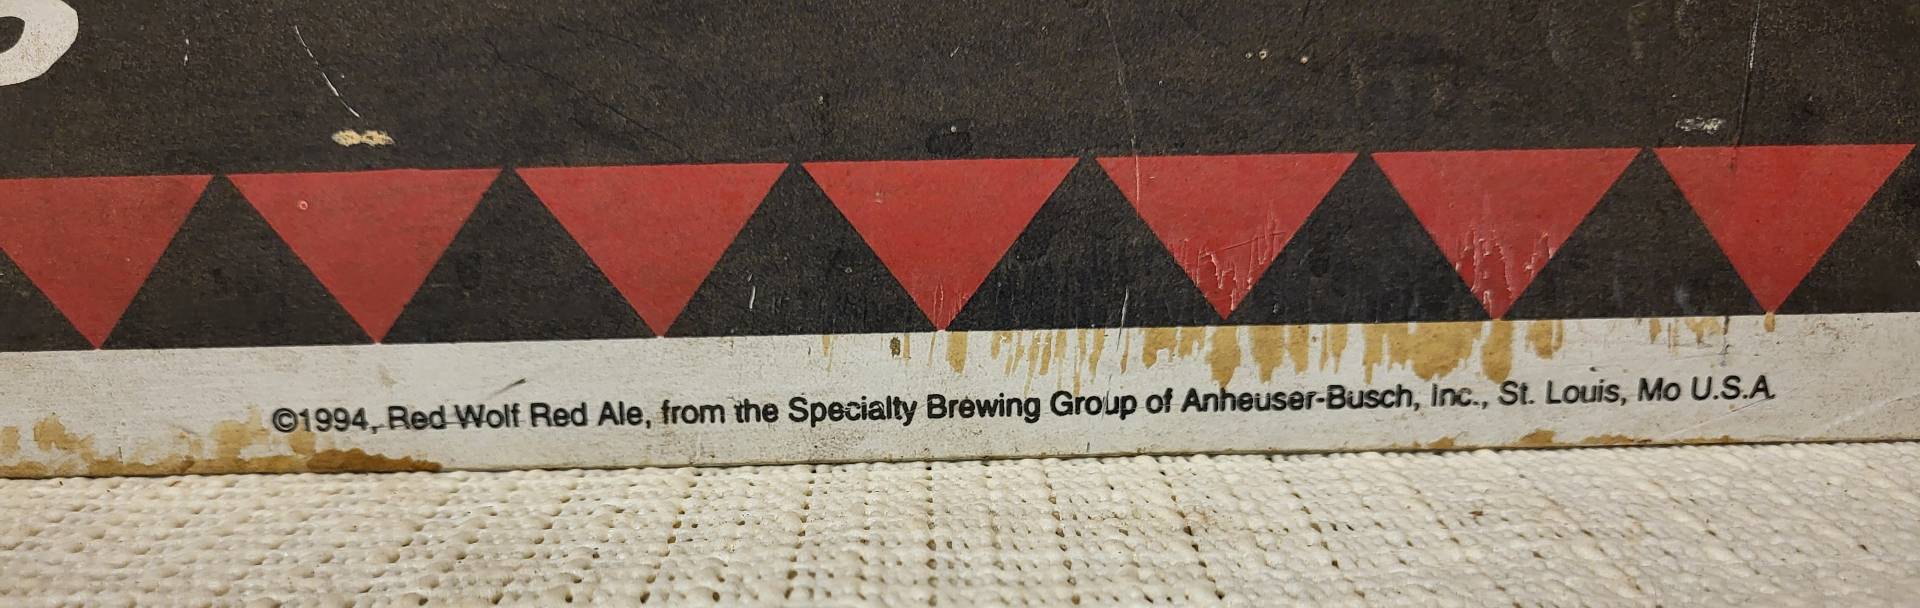 ©1994, Red Wolf Red Ale, from the Specialty Brewing Group of Anheuser-Busch, Inc., St. Louis, Mo U.S.A.